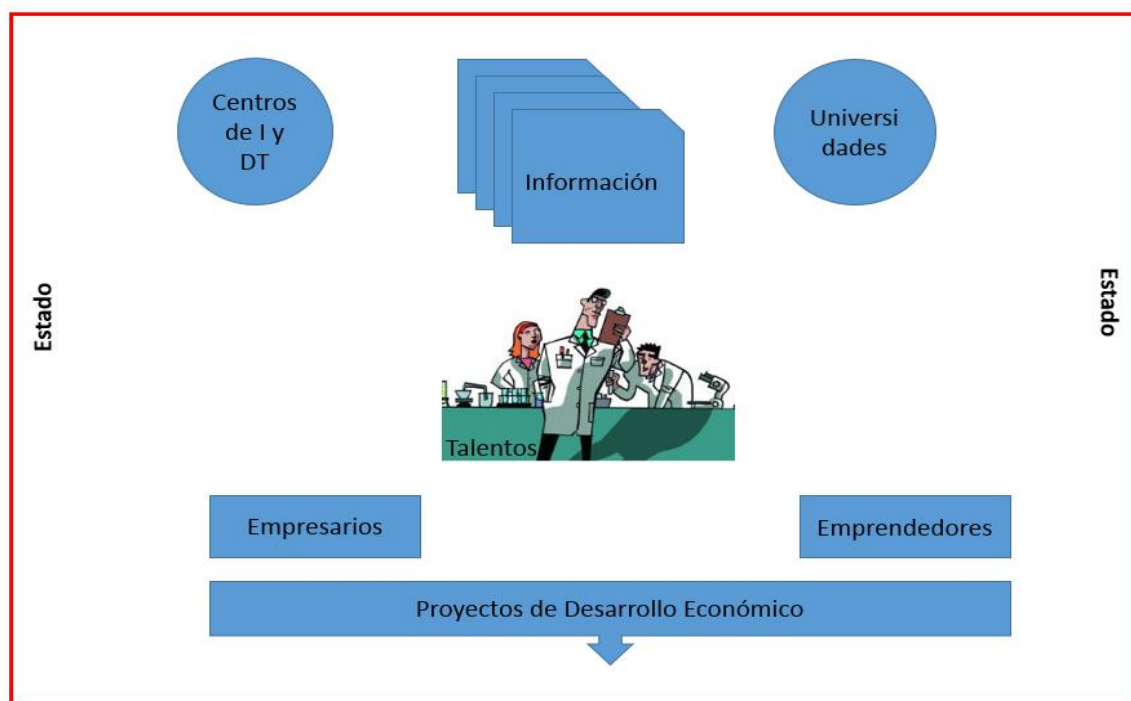 Centros
de I y
DT
Información
Universi
dades
Estado
Estado
Talentos
Empresarios
Emprendedores
Proyectos de Desarrollo Económico